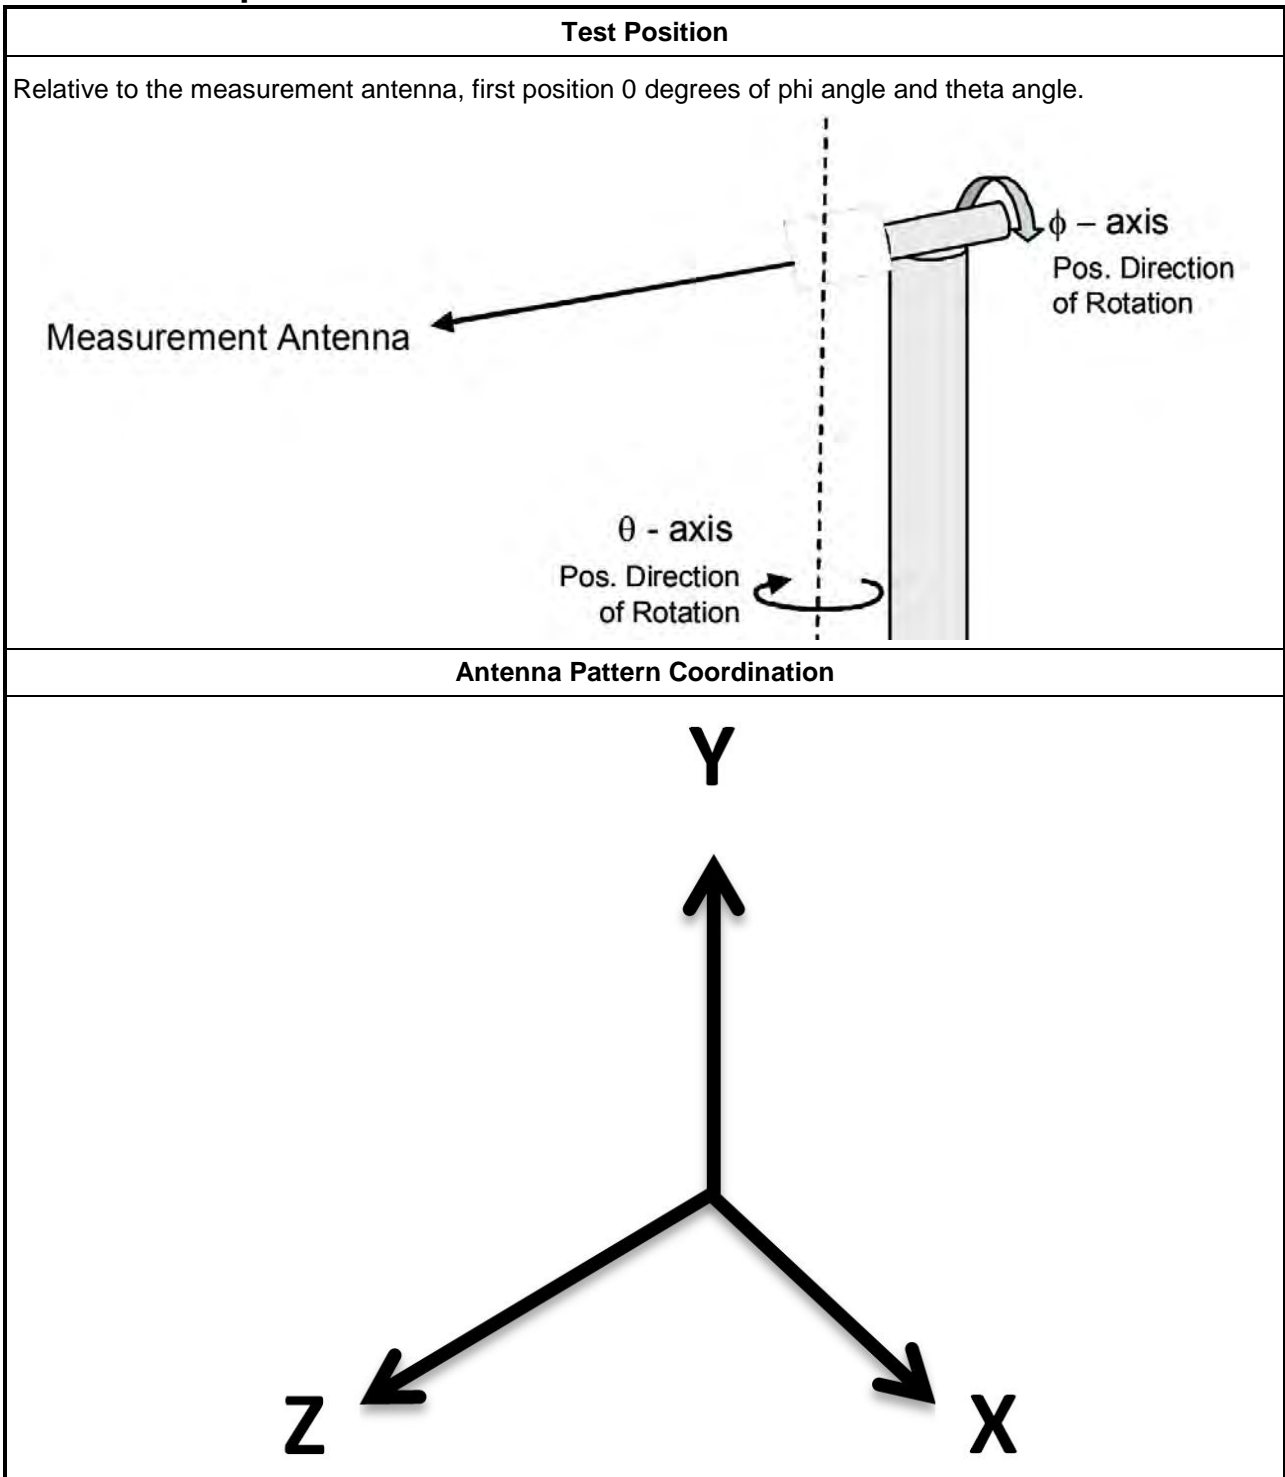 Test Position
Relative to the measurement antenna, first position 0 degrees of phi angle and theta angle.
ϕ – axis
Pos. Direction
of Rotation
Measurement Antenna
θ - axis
Pos. Direction
of Rotation
Antenna Pattern Coordination
Y
Z
X